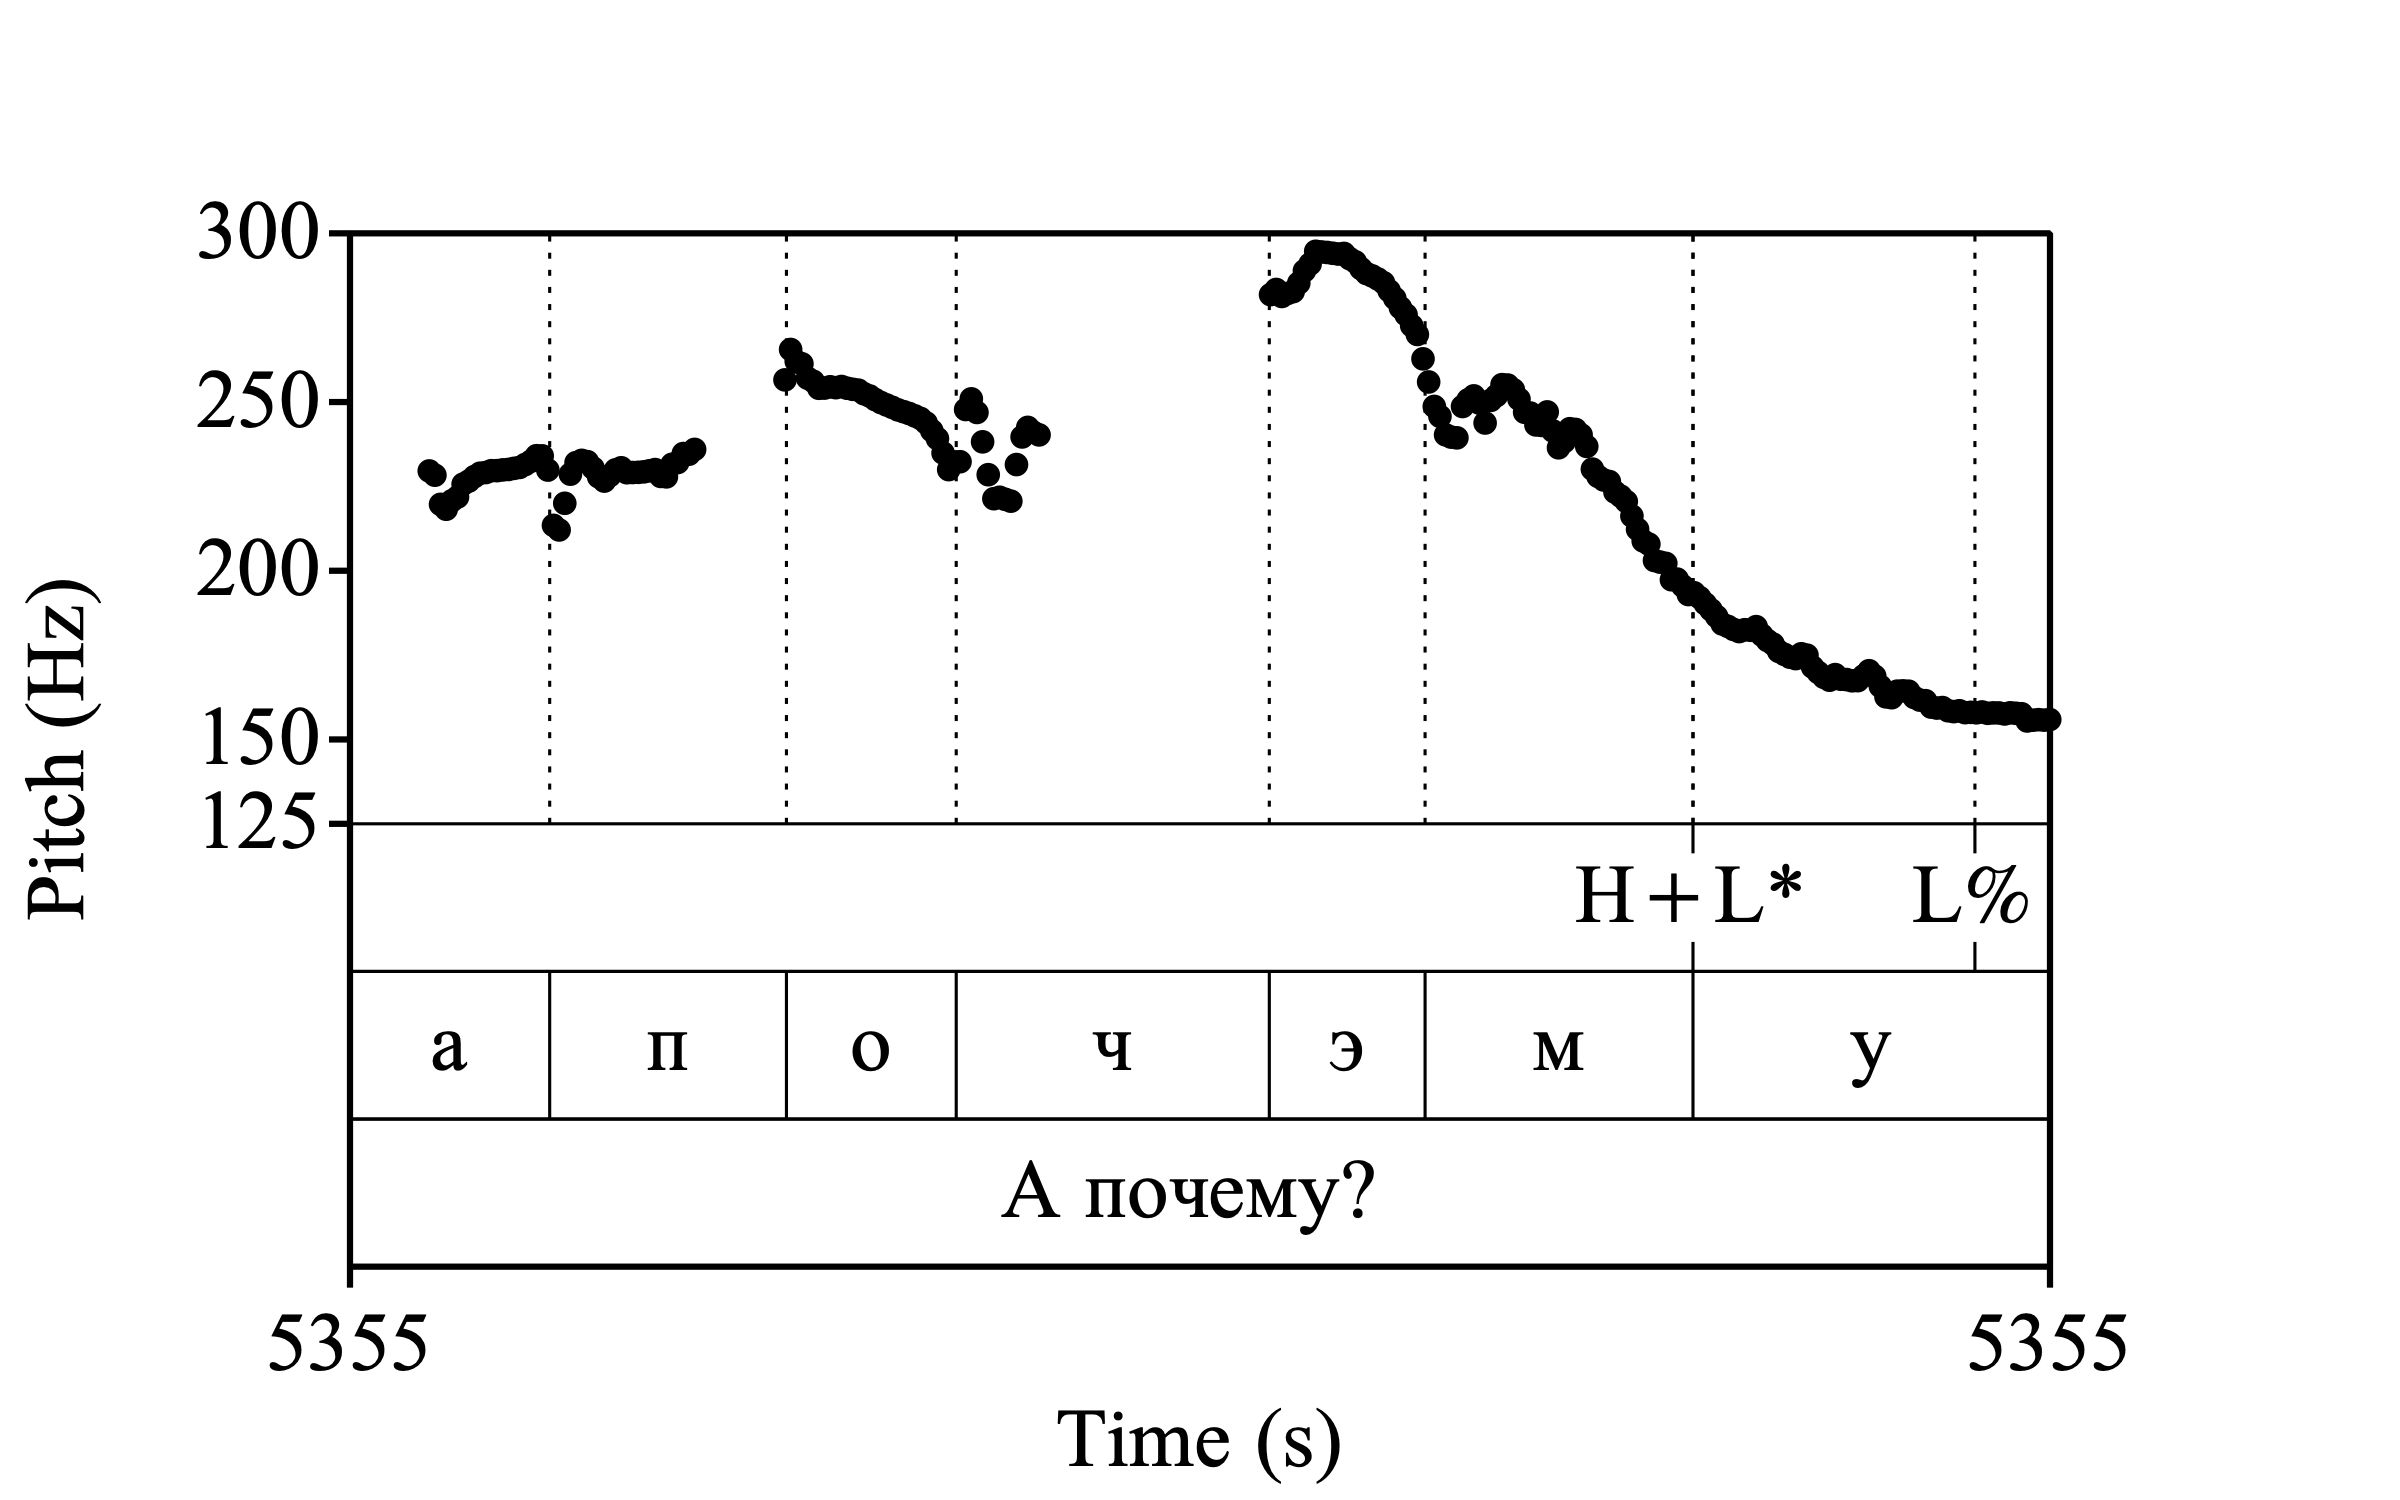 300
250
200
150
125
Pitch (Hz)
H+L* L%
а п о ч э м у
А почему?
5355 5355
Time (s)